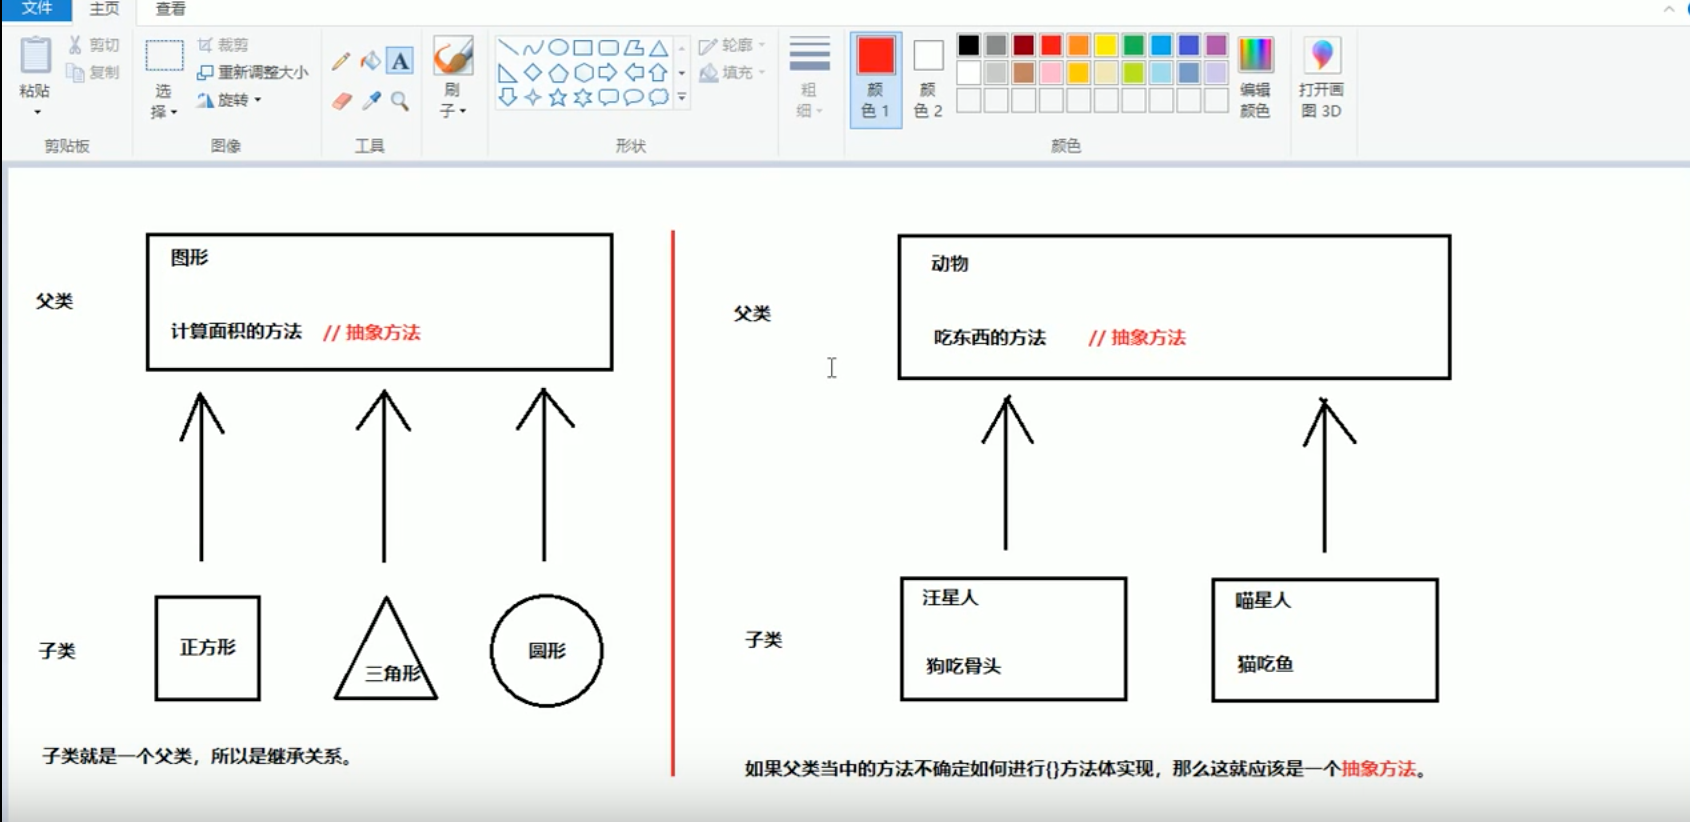 文件 主页 查看
粘贴
剪切
复制
剪贴板
选择
裁剪
重新调整大小
旋转
图像
A
工具
刷子
形状
轮廓
填充
粗细
颜色 1
颜色 2
编辑颜色
颜色
打开画图 3D
父类
图形
计算面积的方法 // 抽象方法
子类
正方形
三角形
圆形
子类就是一个父类，所以是继承关系。
父类
动物
吃东西的方法 // 抽象方法
子类
汪星人
狗吃骨头
喵星人
猫吃鱼
如果父类当中的方法不确定如何进行{}方法体实现，那么这就应该是一个抽象方法。